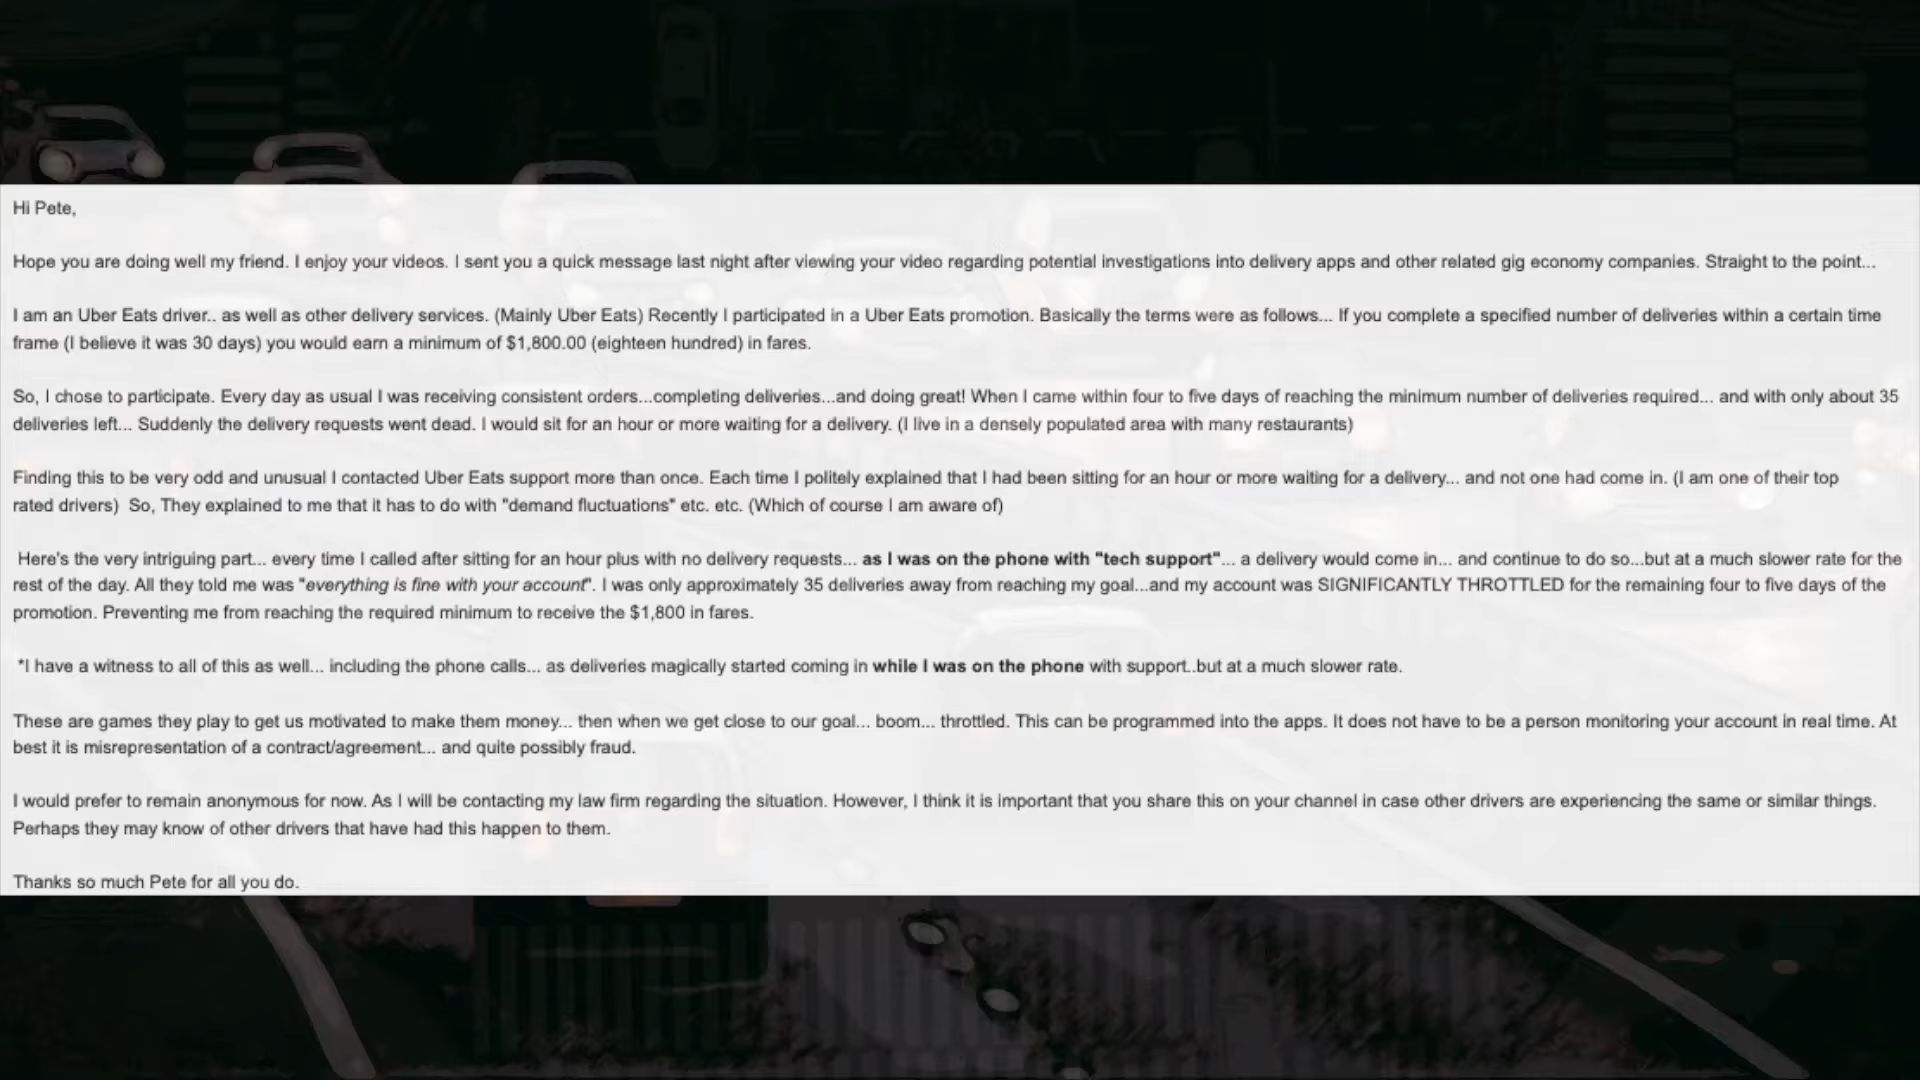 Hi Pete,
Hope you are doing well my friend. I enjoy your videos. I sent you a quick message last night after viewing your video regarding potential investigations into delivery apps and other related gig economy companies. Straight to the point...
I am an Uber Eats driver.. as well as other delivery services. (Mainly Uber Eats) Recently I participated in a Uber Eats promotion. Basically the terms were as follows... If you complete a specified number of deliveries within a certain time
frame (I believe it was 30 days) you would earn a minimum of $1,800.00 (eighteen hundred) in fares.
So, I chose to participate. Every day as usual I was receiving consistent orders...completing deliveries...and doing great! When I came within four to five days of reaching the minimum number of deliveries required... and with only about 35
deliveries left... Suddenly the delivery requests went dead. I would sit for an hour or more waiting for a delivery. (I live in a densely populated area with many restaurants)
Finding this to be very odd and unusual I contacted Uber Eats support more than once. Each time I politely explained that I had been sitting for an hour or more waiting for a delivery... and not one had come in. (I am one of their top
rated drivers)  So, They explained to me that it has to do with "demand fluctuations" etc. etc. (Which of course I am aware of)
Here's the very intriguing part... every time I called after sitting for an hour plus with no delivery requests... as I was on the phone with "tech support"... a delivery would come in... and continue to do so...but at a much slower rate for the
rest of the day. All they told me was "everything is fine with your account". I was only approximately 35 deliveries away from reaching my goal...and my account was SIGNIFICANTLY THROTTLED for the remaining four to five days of the
promotion. Preventing me from reaching the required minimum to receive the $1,800 in fares.
*I have a witness to all of this as well... including the phone calls... as deliveries magically started coming in while I was on the phone with support..but at a much slower rate.
These are games they play to get us motivated to make them money... then when we get close to our goal... boom... throttled. This can be programmed into the apps. It does not have to be a person monitoring your account in real time. At
best it is misrepresentation of a contract/agreement... and quite possibly fraud.
I would prefer to remain anonymous for now. As I will be contacting my law firm regarding the situation. However, I think it is important that you share this on your channel in case other drivers are experiencing the same or similar things.
Perhaps they may know of other drivers that have had this happen to them.
Thanks so much Pete for all you do.